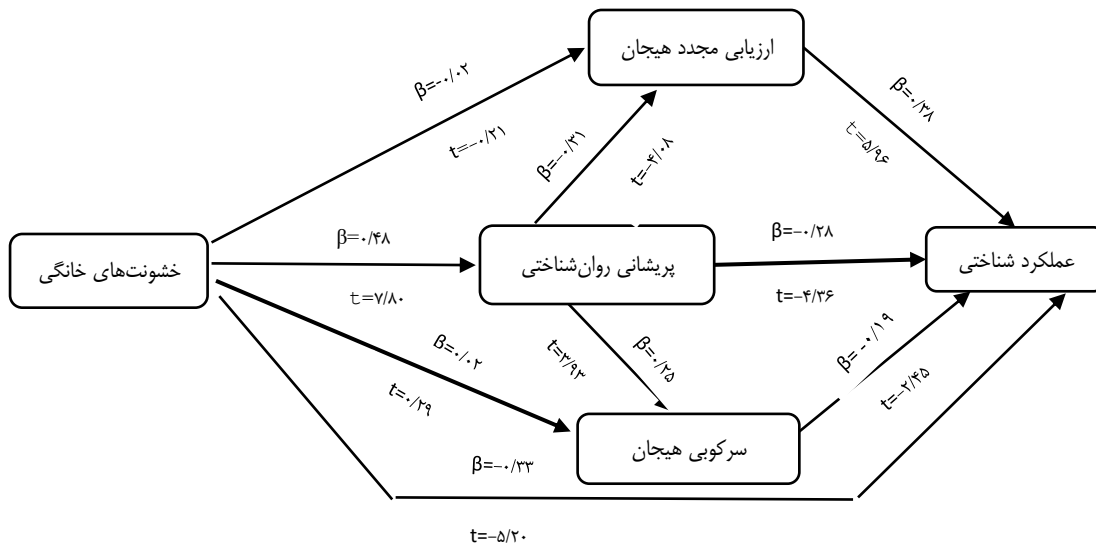 ارزیابی مجدد هیجان
β=-۰/۰۲
t=-۰/۲۱
β=-۰/۳۱
t=-۴/۰۸
β=۰/۳۸
t=۵/۹۶
خشونت‌های خانگی
β=۰/۴۸
t=۷/۸۰
پریشانی روان‌شناختی
β=-۰/۲۸
t=-۴/۳۶
عملکرد شناختی
β=۰/۰۲
t=۰/۲۹
t=۳/۹۳
β=۰/۲۵
β= -۰/۱۹
t=-۲/۴۵
سرکوبی هیجان
β=-۰/۳۳
t=-۵/۲۰